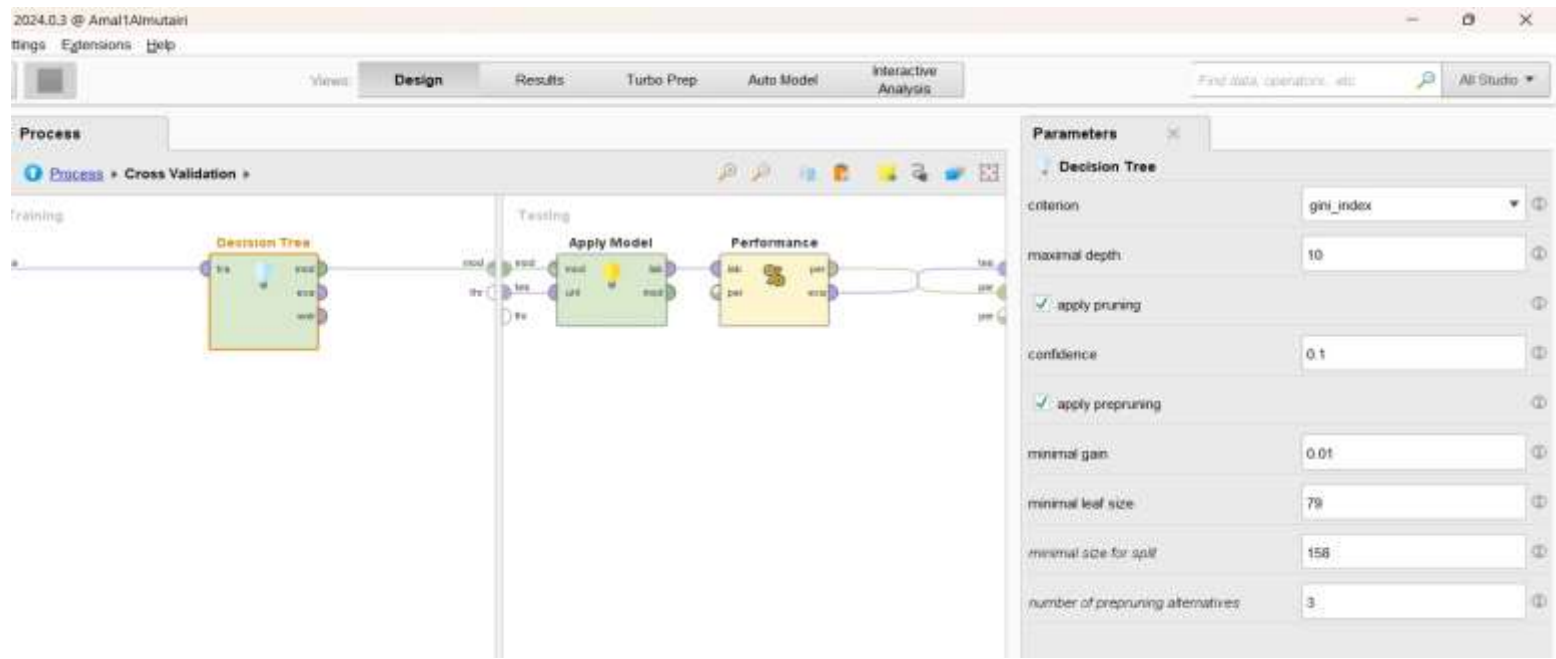 2024.0.3 @ Amal1Almutairi
ttings Extensions Help
Views: Design Results Turbo Prep Auto Model Interactive Analysis Find data, operators, etc All Studio
Process
Process Cross Validation
Training
Testing
Decision Tree
tra mod
exa
wei
mod
thr
Apply Model
mod
tes
thr
mod lab
unl mod
Performance
lab per
per exa
tes
per
per
Parameters
Decision Tree
criterion gini_index
maximal depth 10
apply pruning
confidence 0.1
apply prepruning
minimal gain 0.01
minimal leaf size 79
minimal size for split 158
number of prepruning alternatives 3